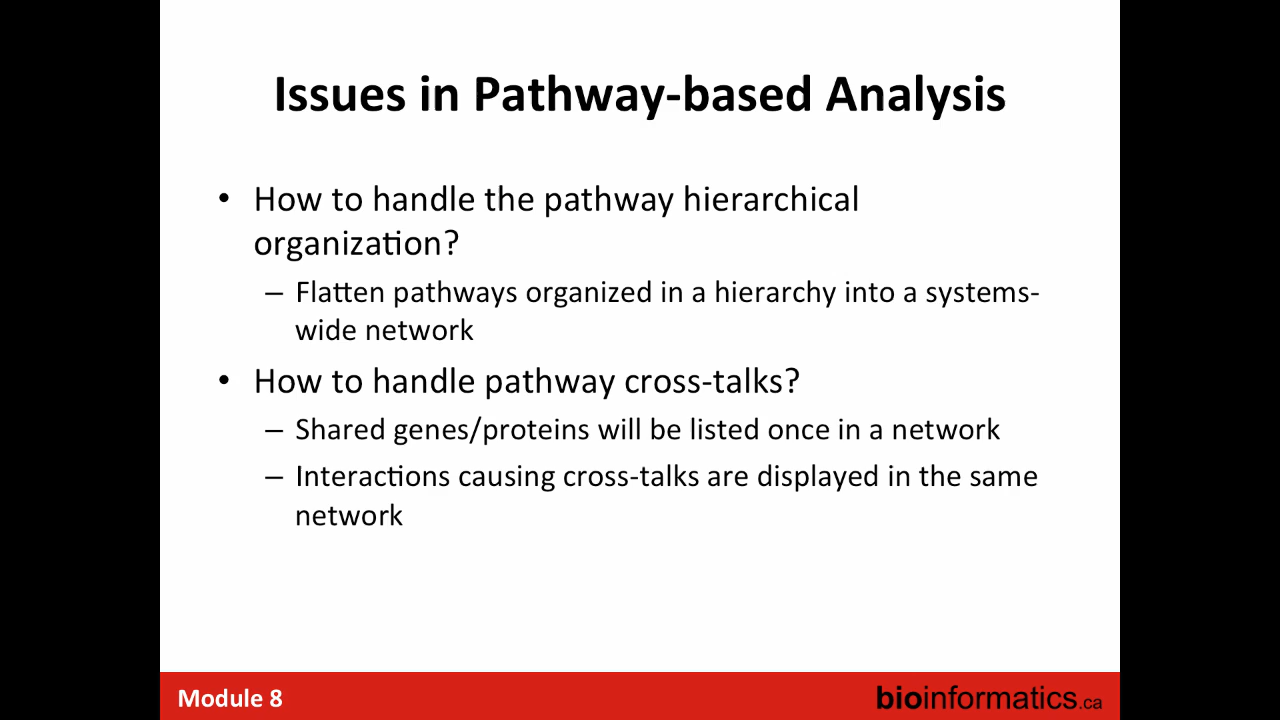 Issues in Pathway-based Analysis
• How to handle the pathway hierarchical
organization?
– Flatten pathways organized in a hierarchy into a systems-
wide network
• How to handle pathway cross-talks?
– Shared genes/proteins will be listed once in a network
– Interactions causing cross-talks are displayed in the same
network
Module 8
bioinformatics.ca